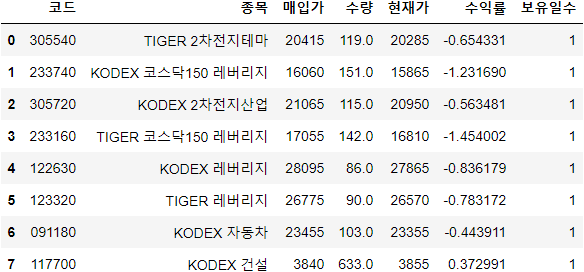 코드 종목 매입가 수량 현재가 수익률 보유일수
0 305540 TIGER 2차전지테마 20415 119.0 20285 -0.654331 1
1 233740 KODEX 코스닥150 레버리지 16060 151.0 15865 -1.231690 1
2 305720 KODEX 2차전지산업 21065 115.0 20950 -0.563481 1
3 233160 TIGER 코스닥150 레버리지 17055 142.0 16810 -1.454002 1
4 122630 KODEX 레버리지 28095 86.0 27865 -0.836179 1
5 123320 TIGER 레버리지 26775 90.0 26570 -0.783172 1
6 091180 KODEX 자동차 23455 103.0 23355 -0.443911 1
7 117700 KODEX 건설 3840 633.0 3855 0.372991 1